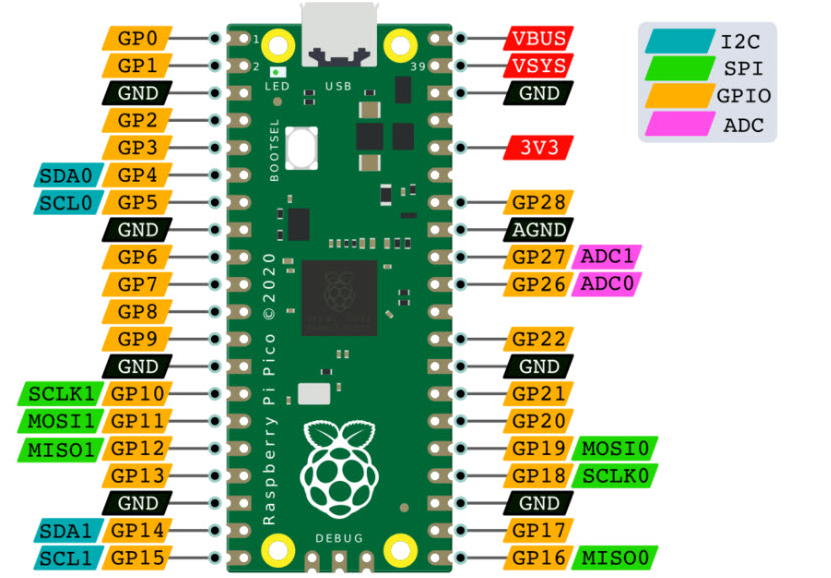 GP0 1 VBUS
GP1 2 39 VSYS
GND LED USB GND
GP2
GP3 BOOTSEL 3V3
SDA0 GP4
SCL0 GP5 GP28
GND AGND
GP6 GP27 ADC1
GP7 GP26 ADC0
GP8
GP9 GP22
GND GND
SCLK1 GP10 GP21
MOSI1 GP11 GP20
MISO1 GP12 GP19 MOSI0
GP13 GP18 SCLK0
GND GND
SDA1 GP14 GP17
SCL1 GP15 GP16 MISO0
Raspberry Pi Pico ©2020
DEBUG
I2C
SPI
GPIO
ADC